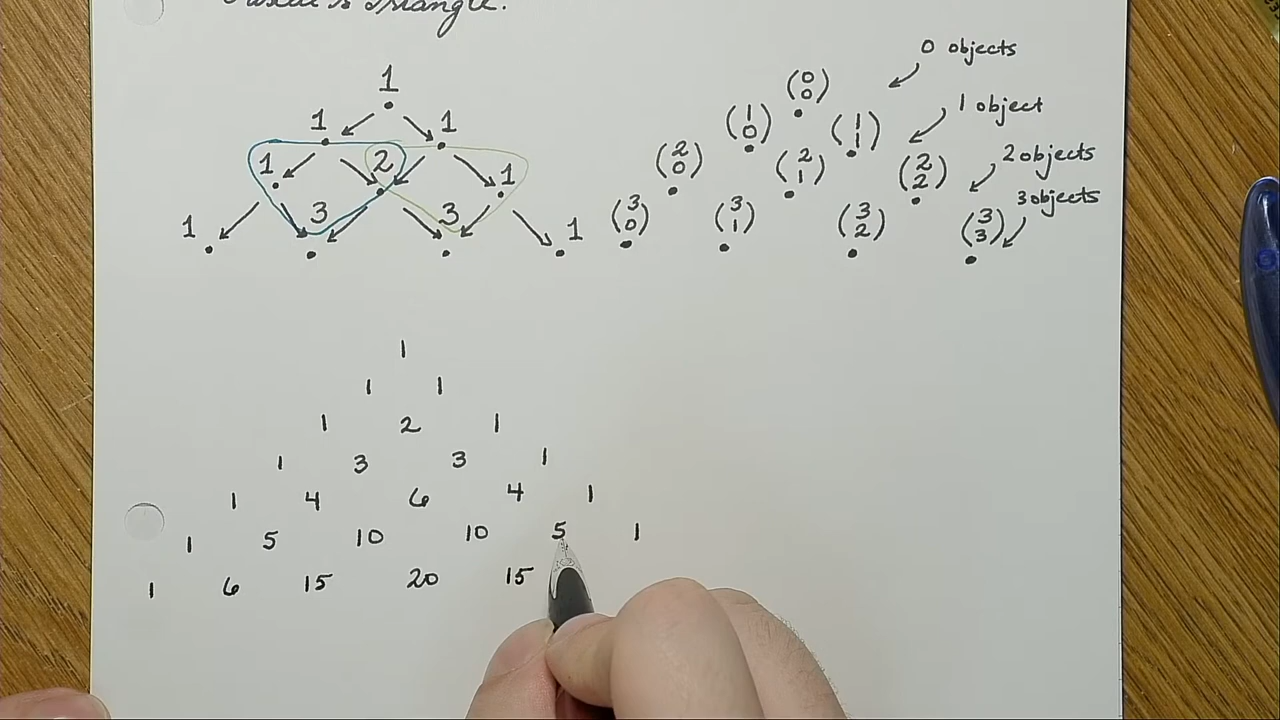 Pascal's Triangle.
1
1 1
1 2 1
1 3 3 1
(0 0) 0 objects
(1 0) (1 1) 1 object
(2 0) (2 1) (2 2) 2 objects
(3 0) (3 1) (3 2) (3 3) 3 objects
1
1 1
1 2 1
1 3 3 1
1 4 6 4 1
1 5 10 10 5 1
1 6 15 20 15